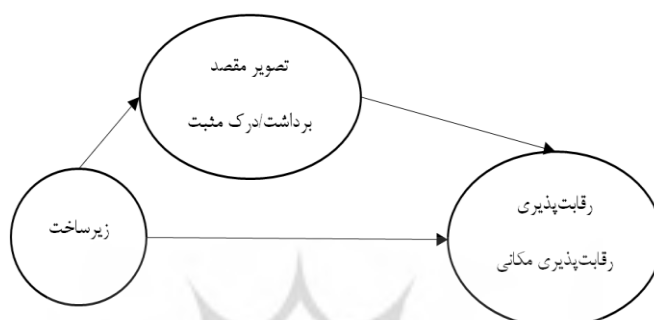 تصویر مقصد
برداشت/درک مثبت
زیرساخت
رقابت‌پذیری
رقابت‌پذیری مکانی